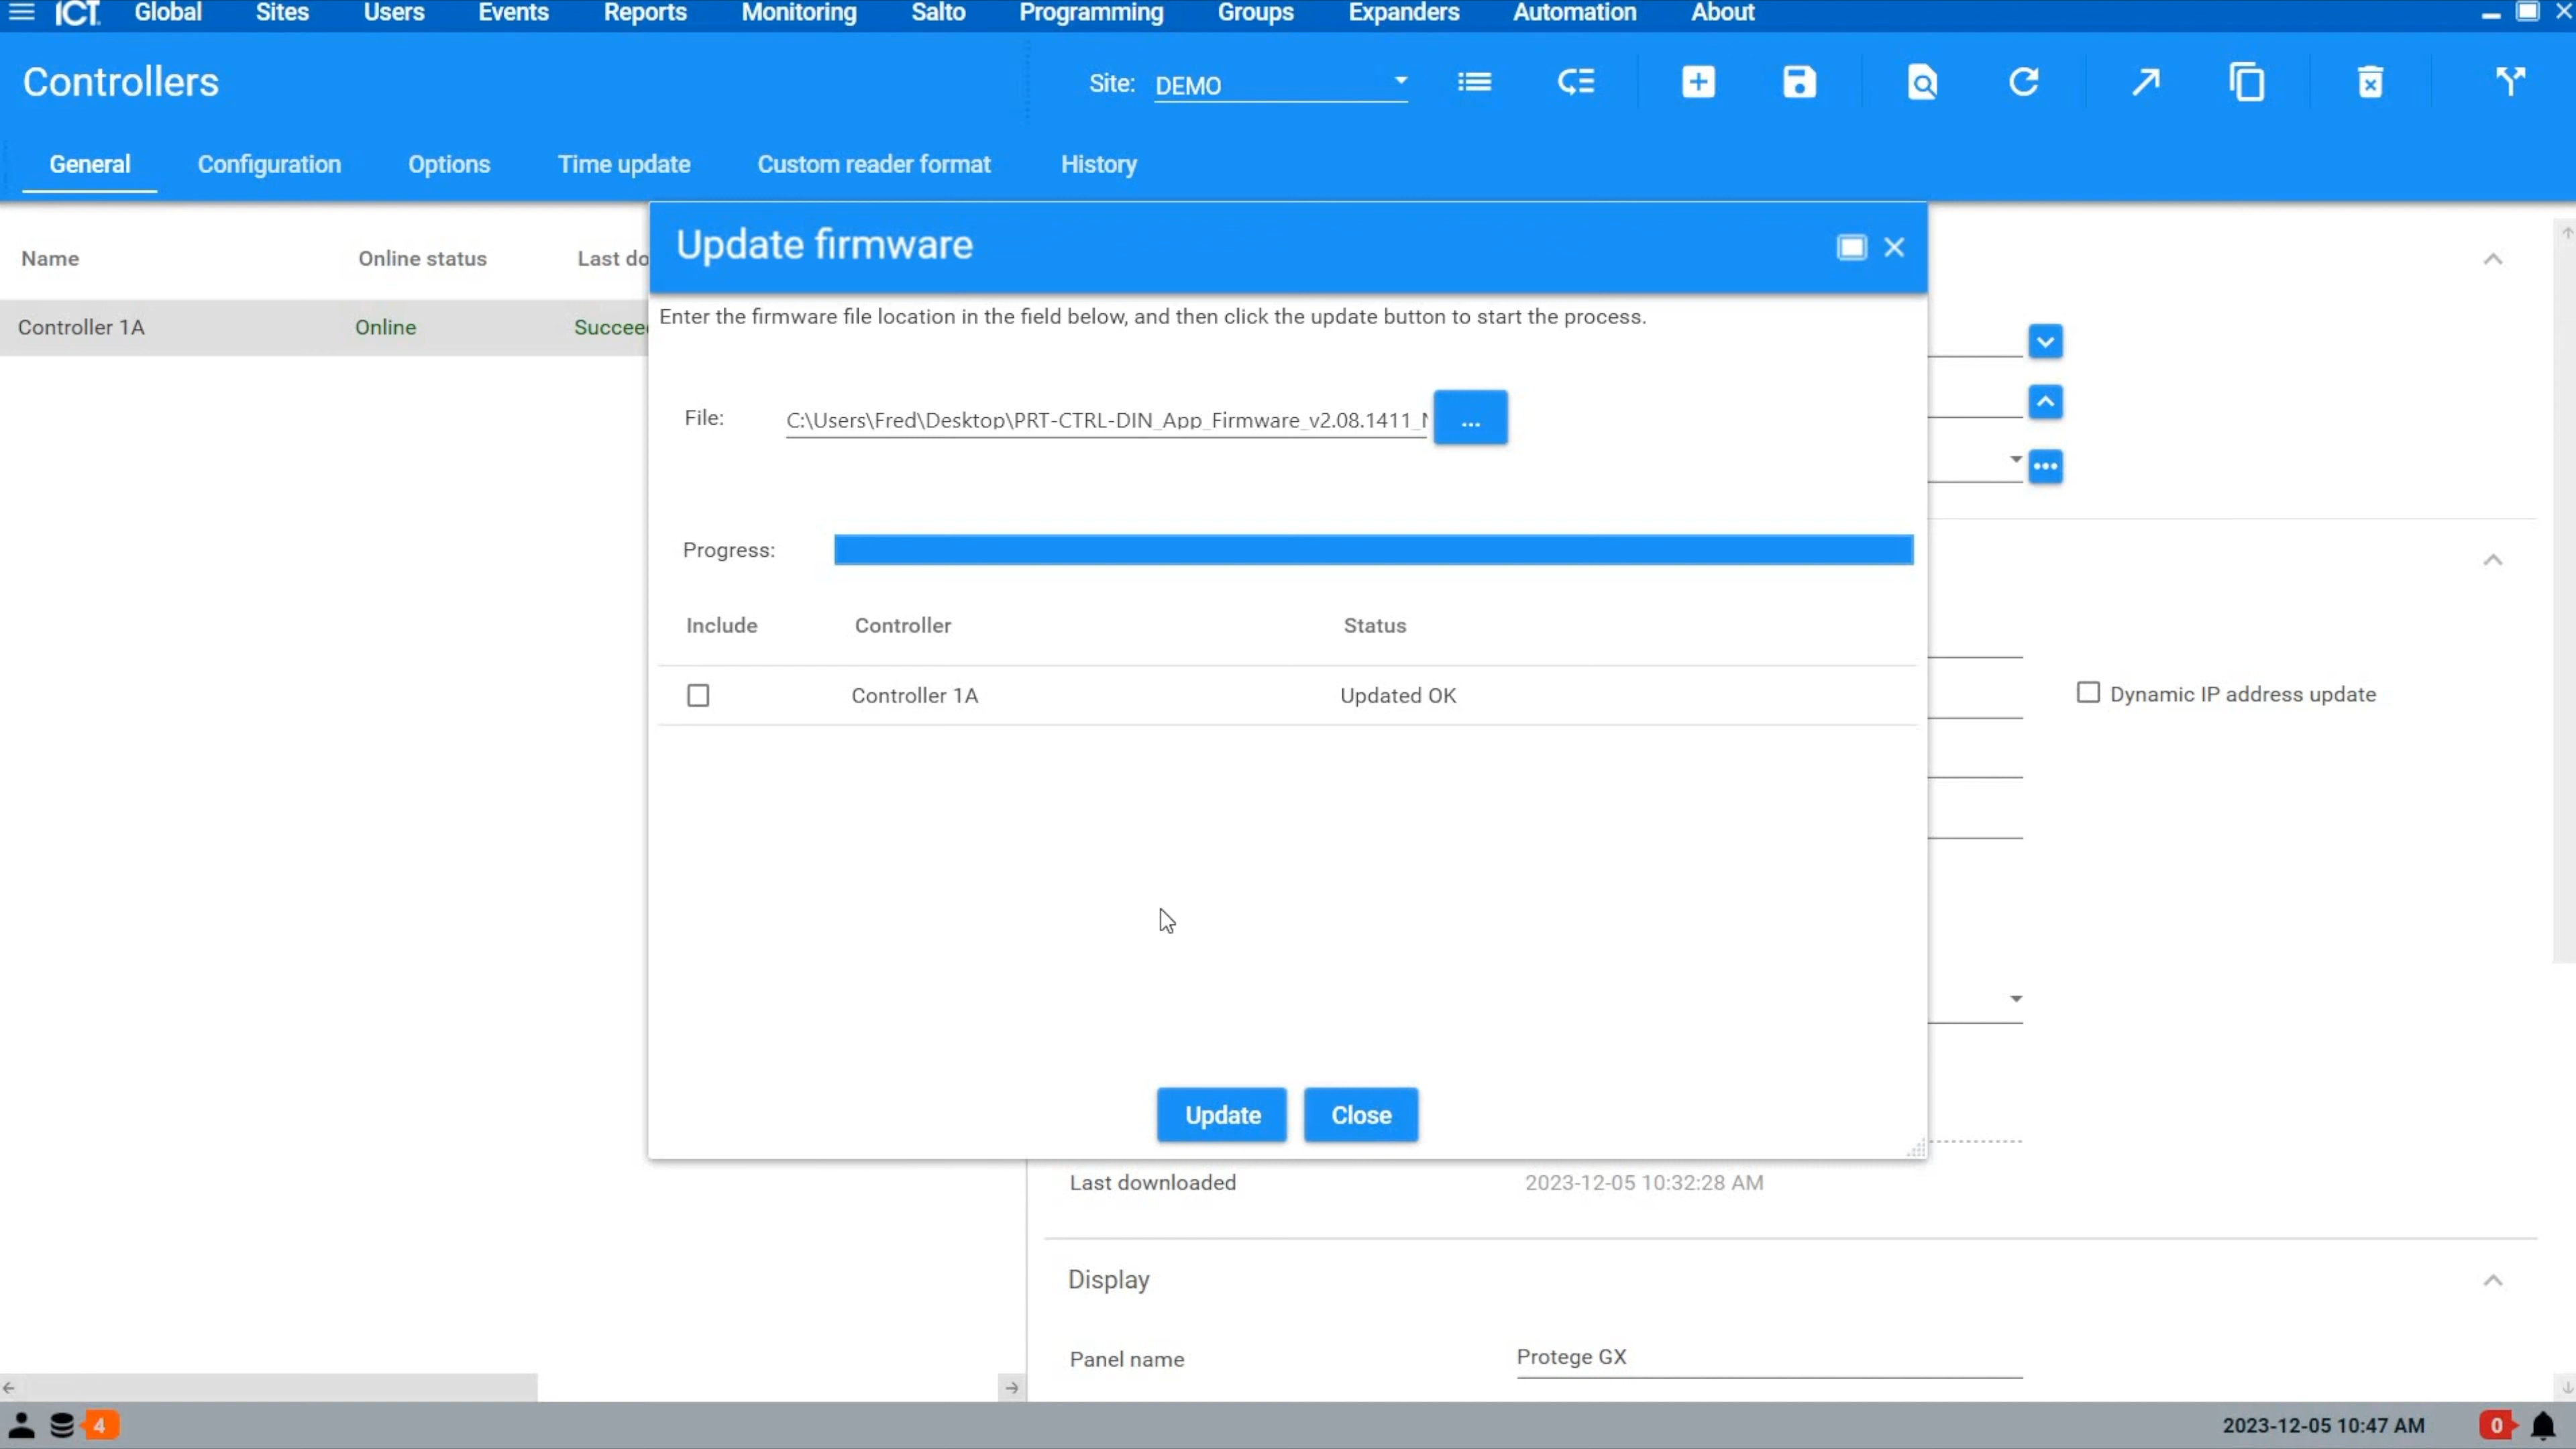 ICT Global Sites Users Events Reports Monitoring Salto Programming Groups Expanders Automation About
Controllers
Site: DEMO
General Configuration Options Time update Custom reader format History
Name Online status Last do
Controller 1A Online Succee
Update firmware
Enter the firmware file location in the field below, and then click the update button to start the process.
File: C:\Users\Fred\Desktop\PRT-CTRL-DIN_App_Firmware_v2.08.1411_ ...
Progress:
Include Controller Status
Controller 1A Updated OK
Dynamic IP address update
Update Close
Last downloaded 2023-12-05 10:32:28 AM
Display
Panel name Protege GX
4 2023-12-05 10:47 AM 0